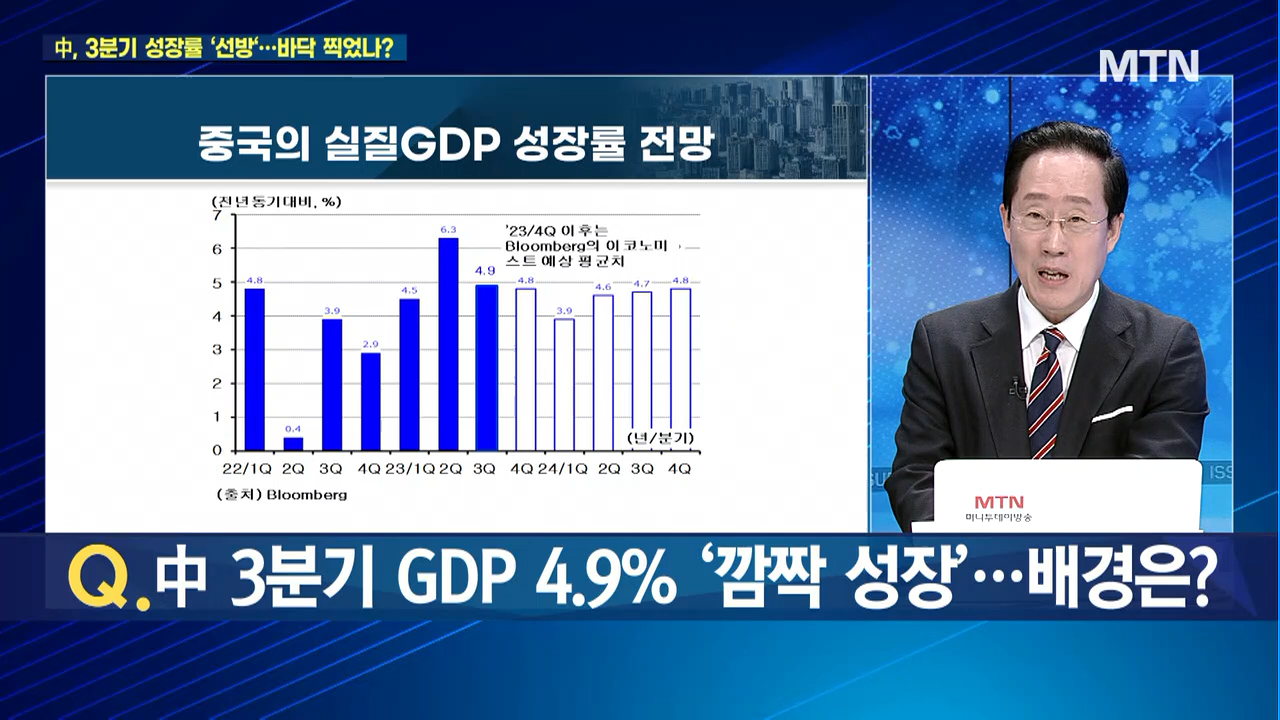 中, 3분기 성장률 '선방'…바닥 찍었나?
MTN
중국의 실질GDP 성장률 전망
(전년동기대비, %)
7
6
5
4
3
2
1
0
4.8
0.4
3.9
2.9
4.5
6.3
4.9
4.8
3.9
4.6
4.7
4.8
'23/4Q 이후는
Bloomberg의 이코노미
스트 예상 평균치
(년/분기)
22/1Q 2Q 3Q 4Q 23/1Q 2Q 3Q 4Q 24/1Q 2Q 3Q 4Q
(출처) Bloomberg
ISS
MTN
머니투데이방송
Q.中 3분기 GDP 4.9% '깜짝 성장'…배경은?